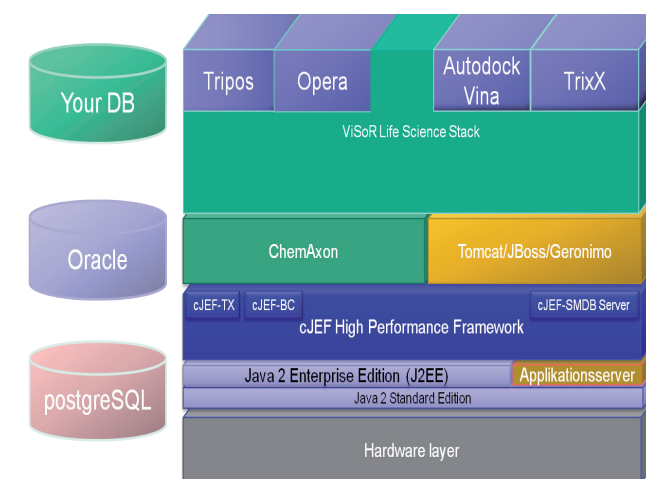 Your DB
Oracle
postgreSQL
Tripos
Opera
Autodock
Vina
TrixX
ViSoR Life Science Stack
ChemAxon
Tomcat/JBoss/Geronimo
cJEF-TX
cJEF-BC
cJEF-SMDB Server
cJEF High Performance Framework
Java 2 Enterprise Edition (J2EE)
Applikationsserver
Java 2 Standard Edition
Hardware layer